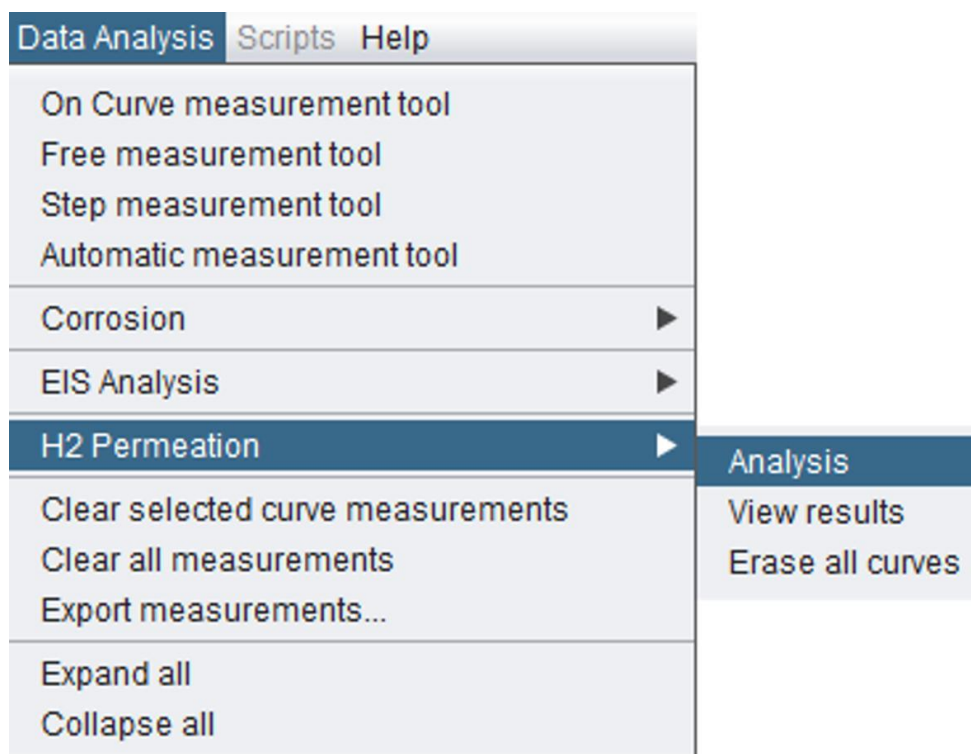 Data Analysis Scripts Help
On Curve measurement tool
Free measurement tool
Step measurement tool
Automatic measurement tool
Corrosion
EIS Analysis
H2 Permeation
Analysis
View results
Erase all curves
Clear selected curve measurements
Clear all measurements
Export measurements...
Expand all
Collapse all